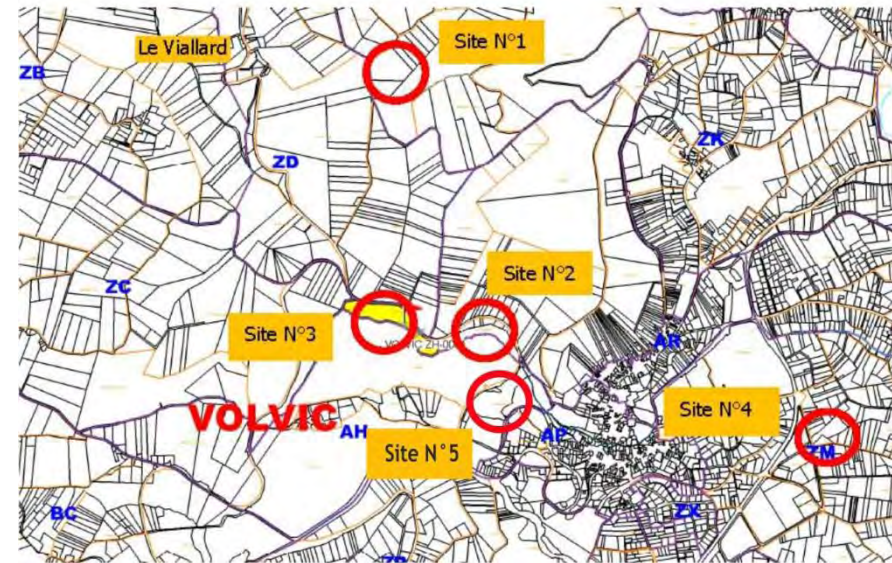 Site N°1
Le Viallard
ZB
ZK
ZD
Site N°2
ZC
Site N°3
VOLVIC ZH-00
AR
VOLVIC
Site N°4
AH
AP
Site N°5
ZM
BC
ZX